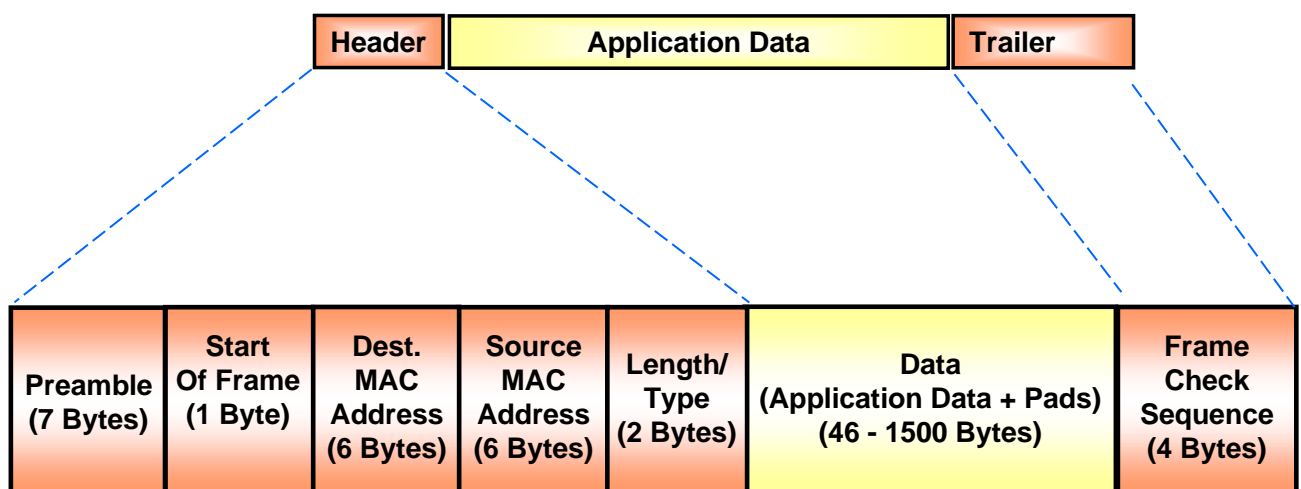 Header
Application Data
Trailer
Preamble
(7 Bytes)
Start
Of Frame
(1 Byte)
Dest.
MAC
Address
(6 Bytes)
Source
MAC
Address
(6 Bytes)
Length/
Type
(2 Bytes)
Data
(Application Data + Pads)
(46 - 1500 Bytes)
Frame
Check
Sequence
(4 Bytes)